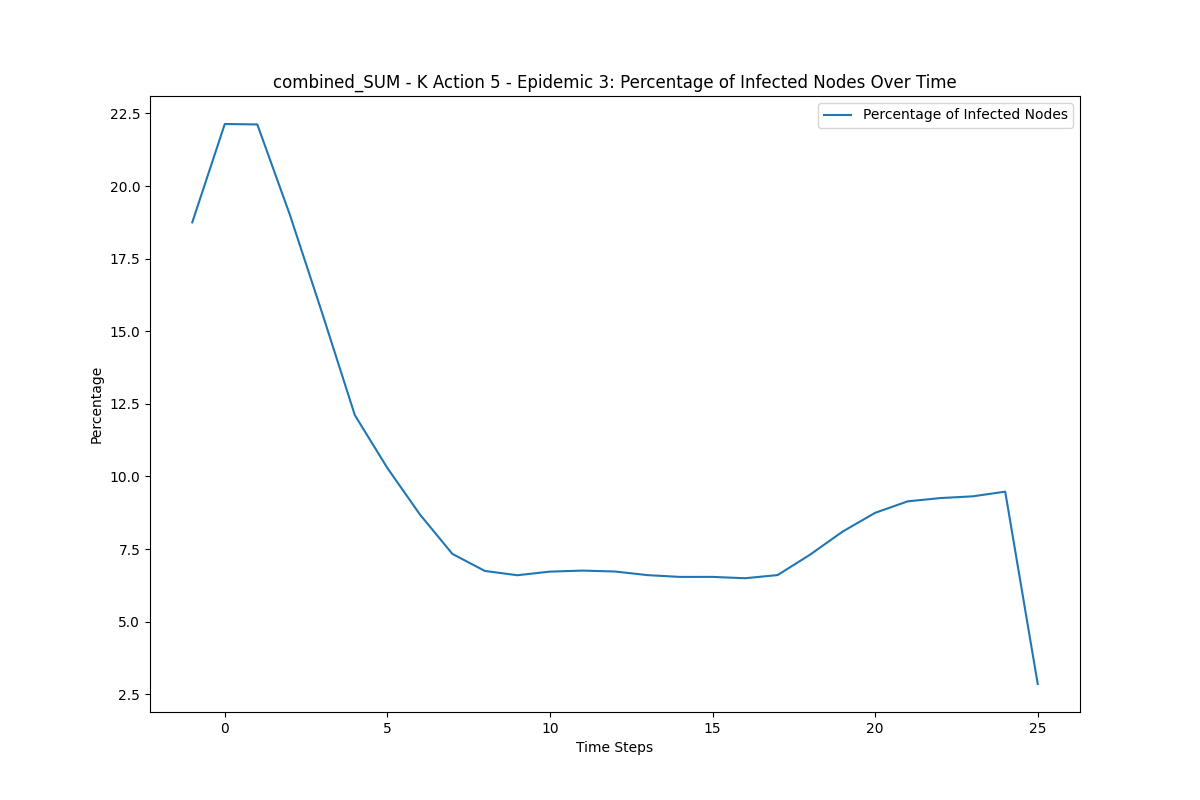 combined_SUM - K Action 5 - Epidemic 3: Percentage of Infected Nodes Over Time
Percentage of Infected Nodes
22.5
20.0
17.5
15.0
12.5
10.0
7.5
5.0
2.5
Percentage
0 5 10 15 20 25
Time Steps